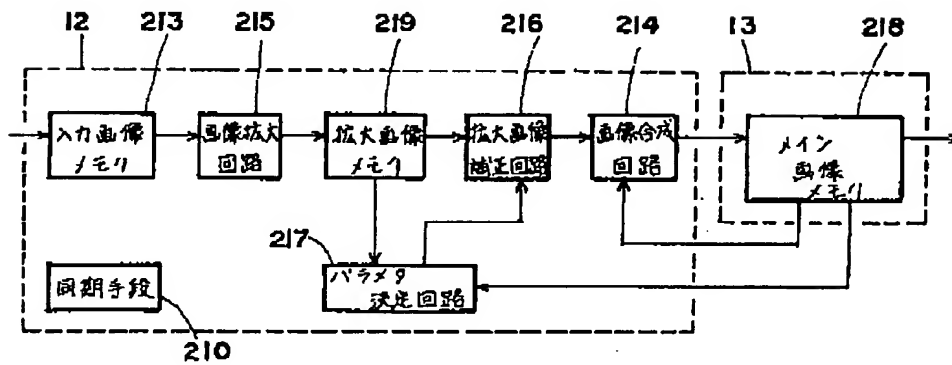 12 213 215 219 216 214 13 218
入力画像
メモリ
画像拡大
回路
拡大画像
メモリ
拡大画像
補正回路
画像合成
回路
メイン
画像
メモリ
217
パラメタ
決定回路
同期手段
210